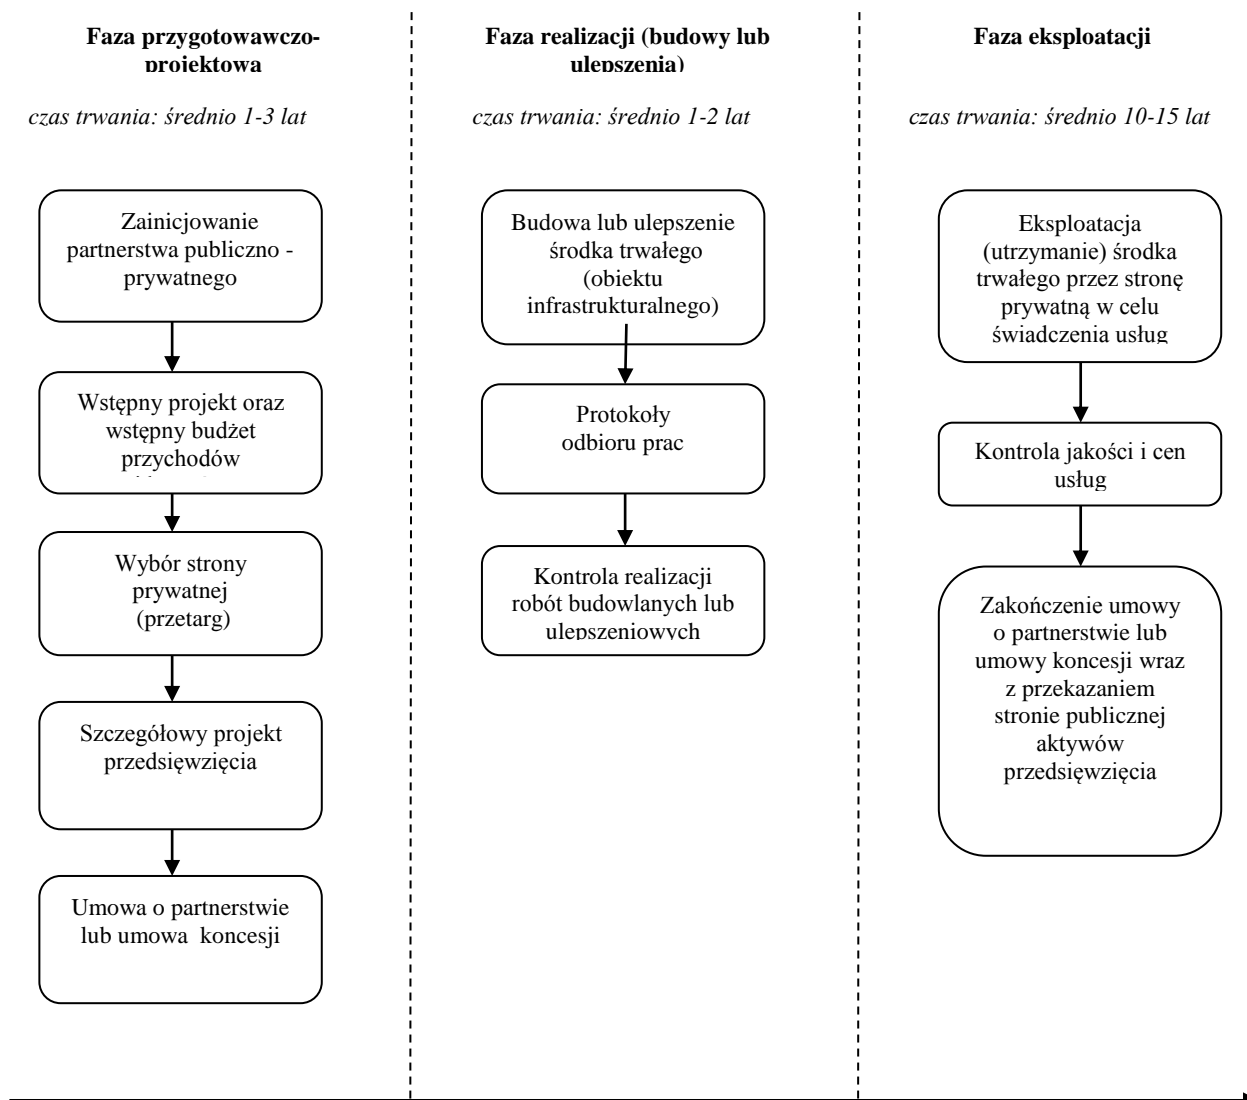 Faza przygotowawczo-
projektowa
czas trwania: średnio 1-3 lat
Zainicjowanie
partnerstwa publiczno -
prywatnego
Wstępny projekt oraz
wstępny budżet
przychodów
Wybór strony
prywatnej
(przetarg)
Szczegółowy projekt
przedsięwzięcia
Umowa o partnerstwie
lub umowa koncesji
Faza realizacji (budowy lub
ulepszenia)
czas trwania: średnio 1-2 lat
Budowa lub ulepszenie
środka trwałego
(obiektu
infrastrukturalnego)
Protokoły
odbioru prac
Kontrola realizacji
robót budowlanych lub
ulepszeniowych
Faza eksploatacji
czas trwania: średnio 10-15 lat
Eksploatacja
(utrzymanie) środka
trwałego przez stronę
prywatną w celu
świadczenia usług
Kontrola jakości i cen
usług
Zakończenie umowy
o partnerstwie lub
umowy koncesji wraz
z przekazaniem
stronie publicznej
aktywów
przedsięwzięcia